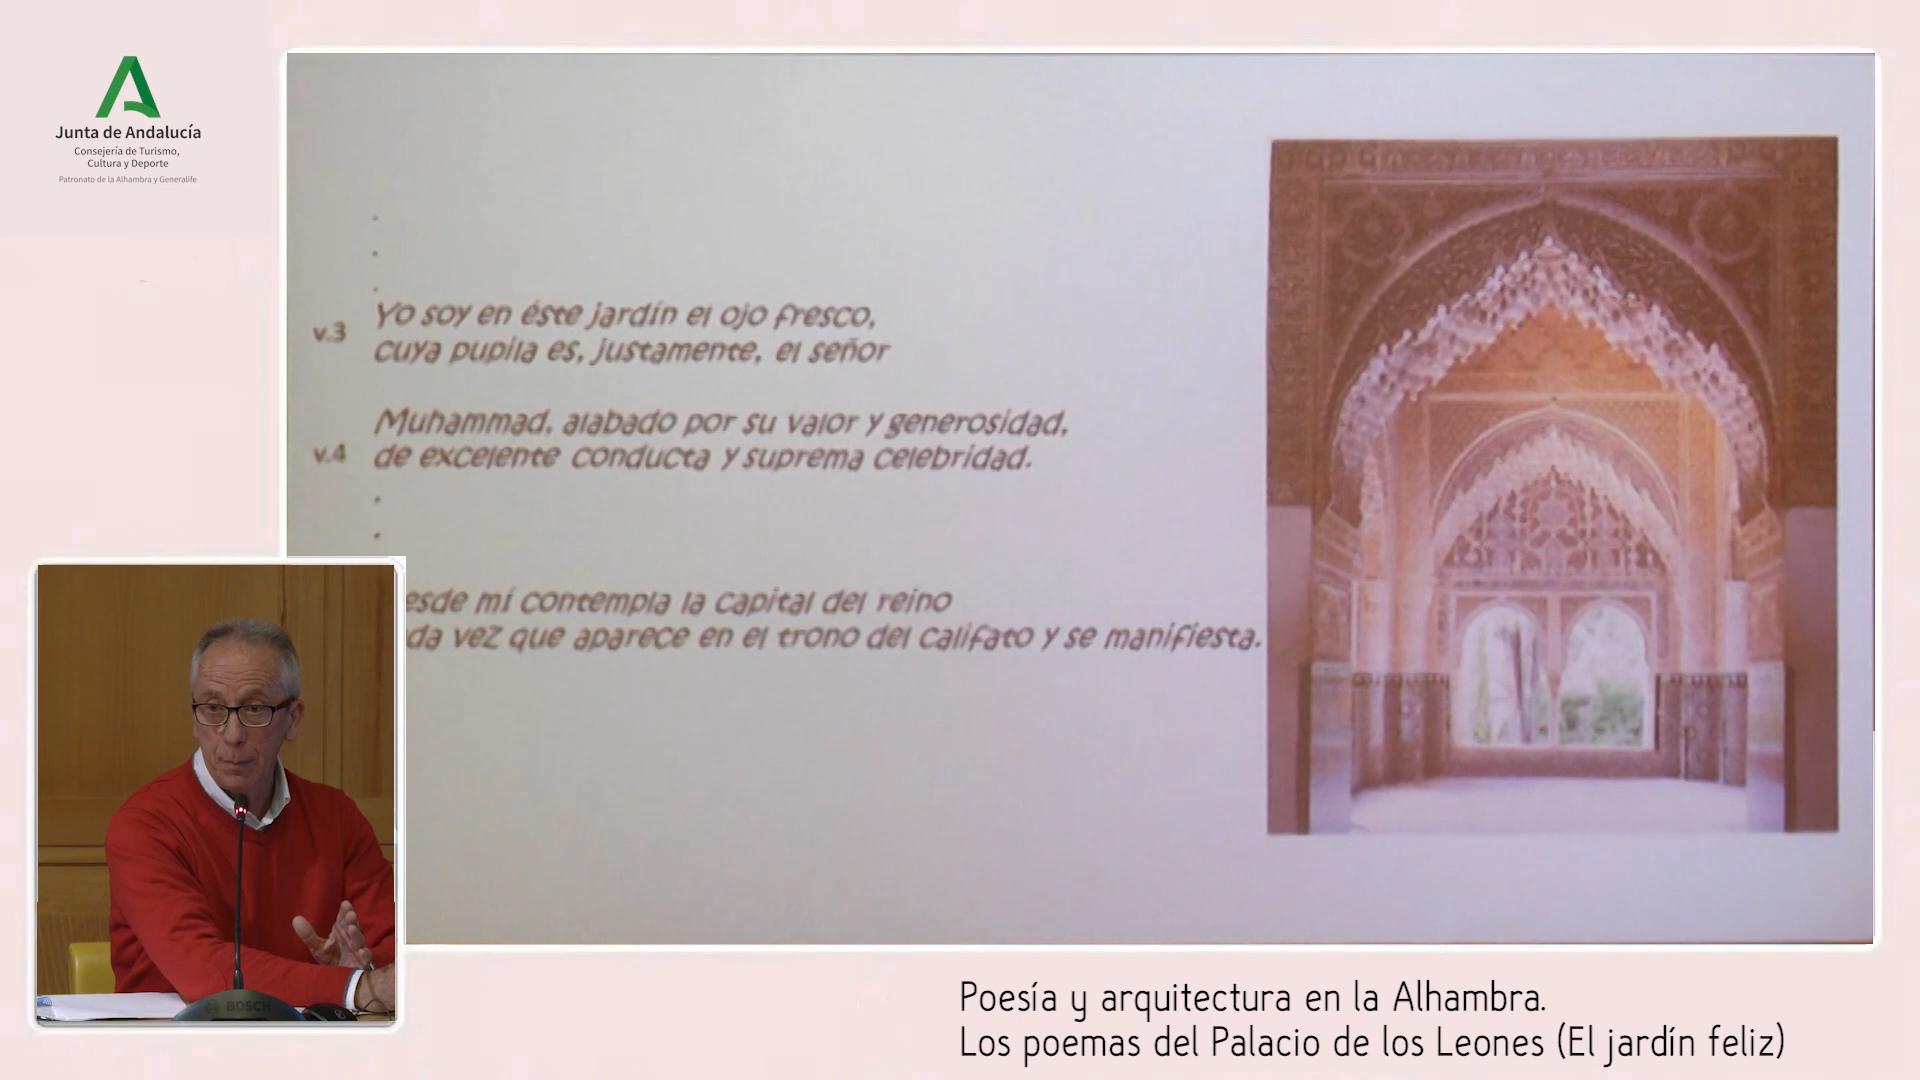 Junta de Andalucía
Consejería de Turismo,
Cultura y Deporte
Patronato de la Alhambra y Generalife
Yo soy en éste jardín el ojo fresco,
v.3
cuya pupila es, justamente, el señor
Muhammad, alabado por su valor y generosidad,
v.4 de excelente conducta y suprema celebridad.
esde mí contempla la capital del reino
da vez que aparece en el trono del califato y se manifiesta.
BOSCH
Poesía y arquitectura en la Alhambra.
Los poemas del Palacio de los Leones (El jardín feliz)